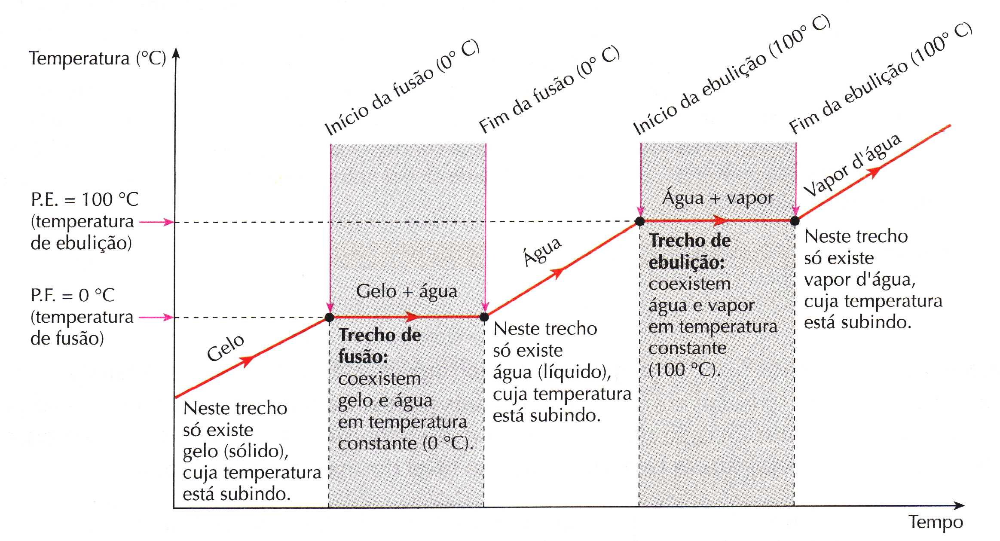 Temperatura (°C)
Início da fusão (0° C)
Fim da fusão (0° C)
Início da ebulição (100° C)
Fim da ebulição (100° C)
P.E. = 100 °C
(temperatura
de ebulição)
P.F. = 0 °C
(temperatura
de fusão)
Gelo
Gelo + água
Água
Água + vapor
Vapor d'água
Neste trecho
só existe
gelo (sólido),
cuja temperatura
está subindo.
Trecho de
fusão:
coexistem
gelo e água
em temperatura
constante (0 °C).
Neste trecho
só existe
água (líquido),
cuja temperatura
está subindo.
Trecho de
ebulição:
coexistem
água e vapor
em temperatura
constante
(100 °C).
Neste trecho
só existe
vapor d'água,
cuja temperatura
está subindo.
Tempo